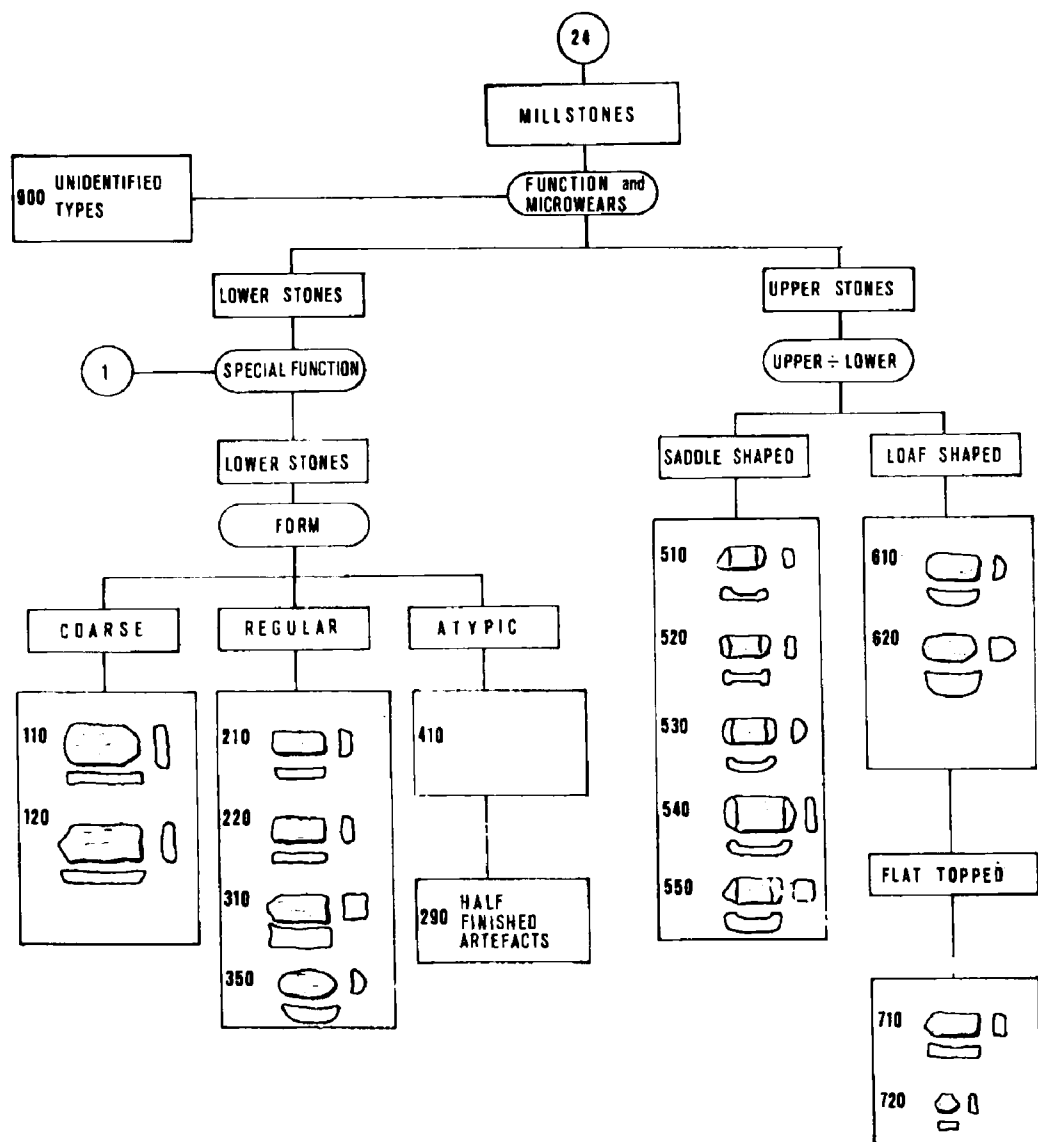 24
MILLSTONES
FUNCTION and
MICROWEARS
900 UNIDENTIFIED
TYPES
LOWER STONES
UPPER STONES
1
SPECIAL FUNCTION
UPPER ÷ LOWER
LOWER STONES
SADDLE SHAPED
LOAF SHAPED
FORM
COARSE
REGULAR
ATYPIC
110
120
210
220
310
350
410
290 HALF
FINISHED
ARTEFACTS
510
520
530
540
550
610
620
FLAT TOPPED
710
720